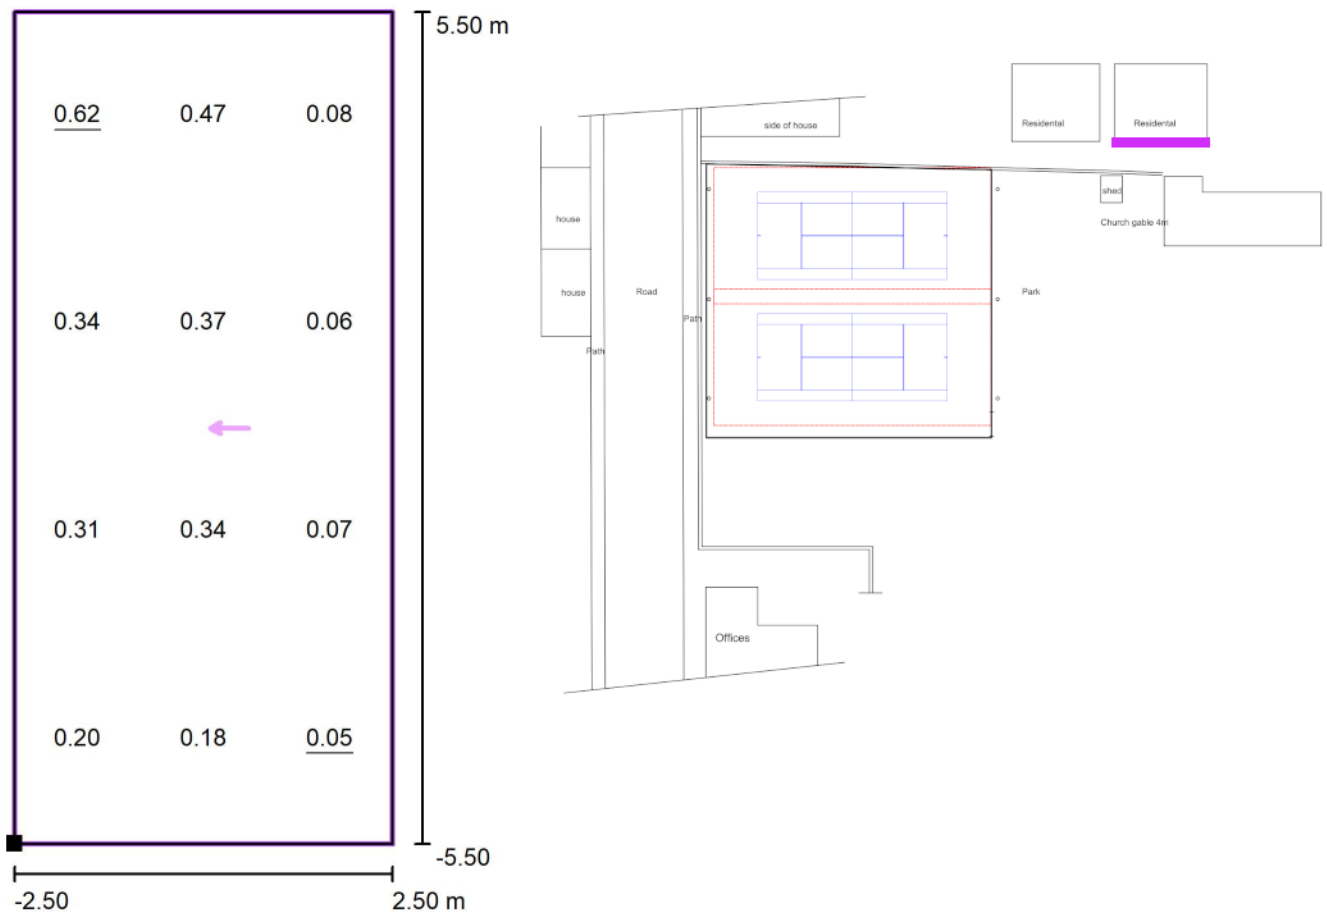 5.50 m
0.62 0.47 0.08
0.34 0.37 0.06
0.31 0.34 0.07
0.20 0.18 0.05
-5.50
-2.50 2.50 m
side of house
Residental
Residental
shed
Church gable 4m
house
house
Road
Path
Path
Park
Offices